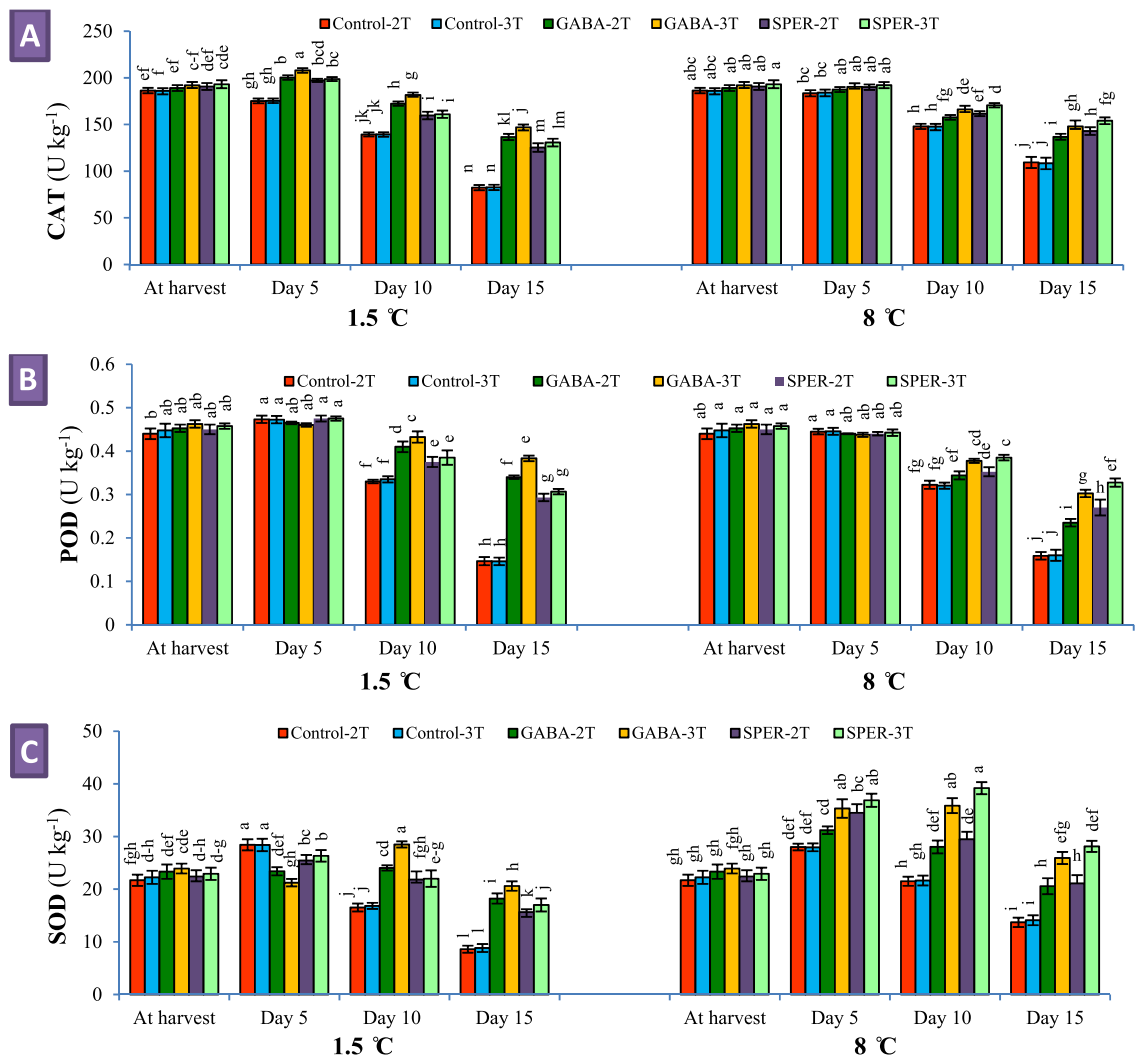 A
Control-2T Control-3T GABA-2T GABA-3T SPER-2T SPER-3T
CAT (U kg-1)
250
200
150
100
50
0
ef f ef c-f def cde gh gh b a bcd bc jk jk h g i i n n kl j m lm
abc abc ab ab ab a bc bc ab ab ab ab h h fg de ef d j j i gh h fg
At harvest Day 5 Day 10 Day 15 At harvest Day 5 Day 10 Day 15
1.5 ℃ 8 ℃
B
Control-2T Control-3T GABA-2T GABA-3T SPER-2T SPER-3T
POD (U kg-1)
0.6
0.5
0.4
0.3
0.2
0.1
0
b ab ab ab ab ab a a ab ab a a f f d c e e h h f e g g
ab a a a a a a a ab ab ab ab fg fg ef cd de c j j i g h ef
At harvest Day 5 Day 10 Day 15 At harvest Day 5 Day 10 Day 15
1.5 ℃ 8 ℃
C
Control-2T Control-3T GABA-2T GABA-3T SPER-2T SPER-3T
SOD (U kg-1)
50
40
30
20
10
0
fgh d-h def cde d-h d-g a a def gh bc b j j cd a fgh e-g l l i h k j
gh gh gh fgh gh gh def def cd ab bc ab h gh def ab de a i i h efg h def
At harvest Day 5 Day 10 Day 15 At harvest Day 5 Day 10 Day 15
1.5 ℃ 8 ℃